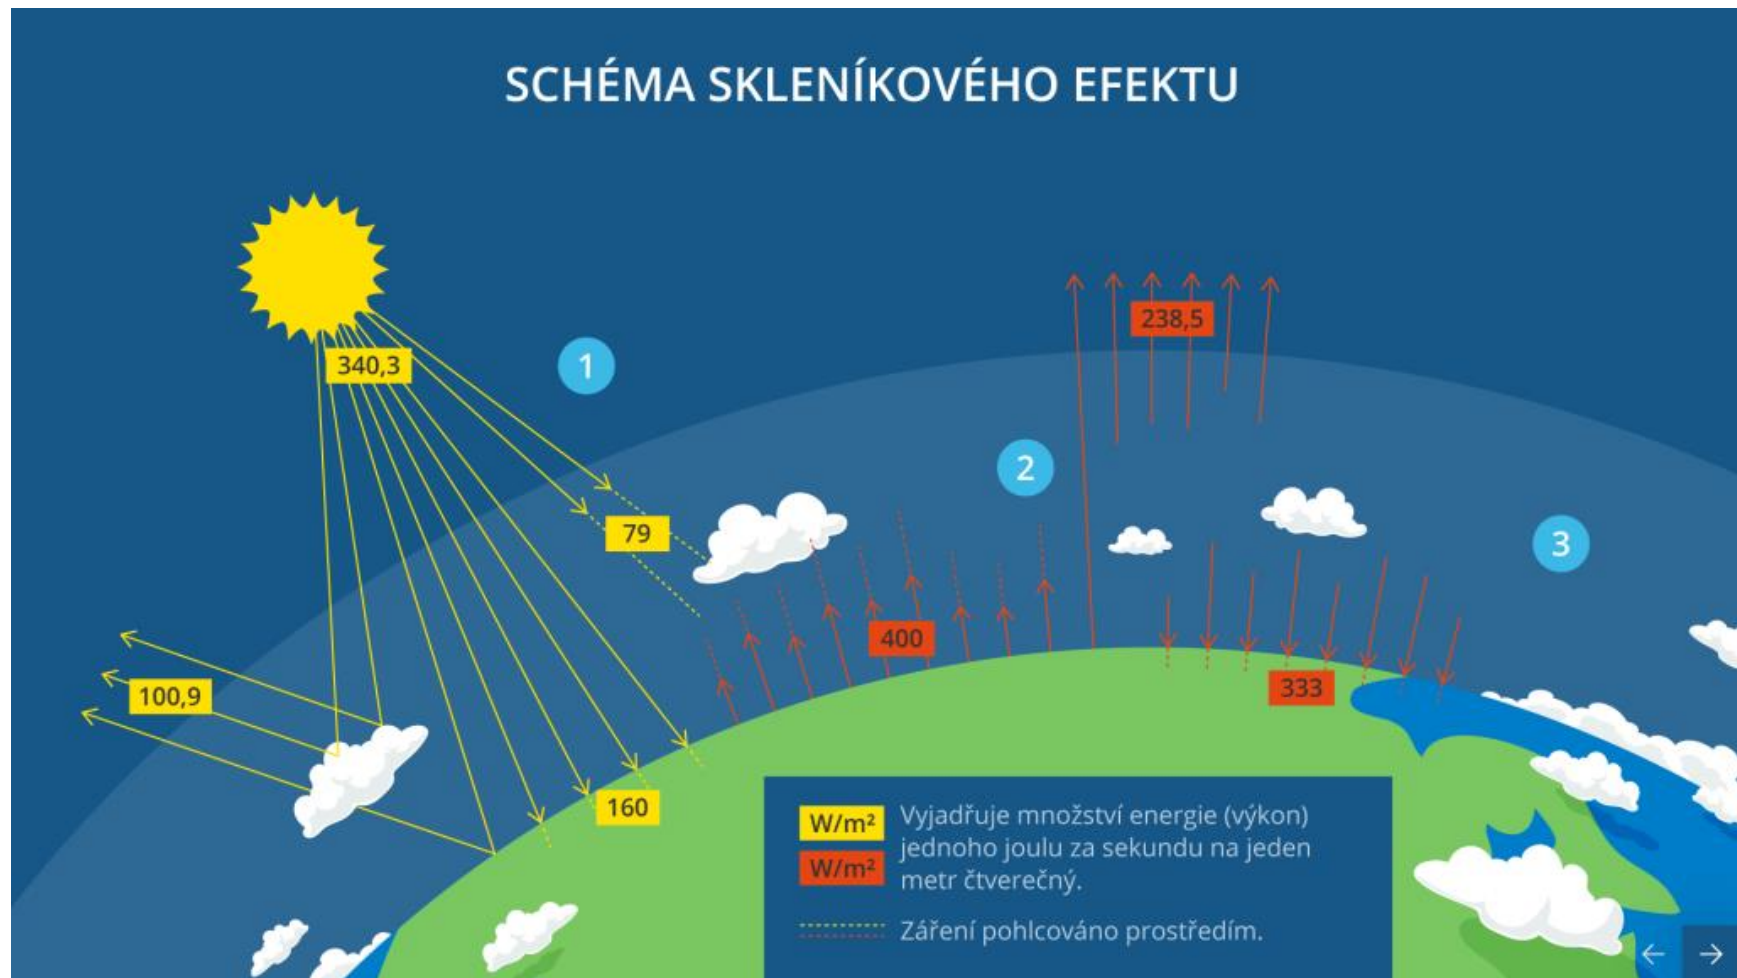 SCHÉMA SKLENÍKOVÉHO EFEKTU
340,3
1
238,5
2
79
3
400
100,9
333
160
W/m²
W/m²
Vyjadřuje množství energie (výkon)
jednoho joulu za sekundu na jeden
metr čtverečný.
Záření pohlcováno prostředím.